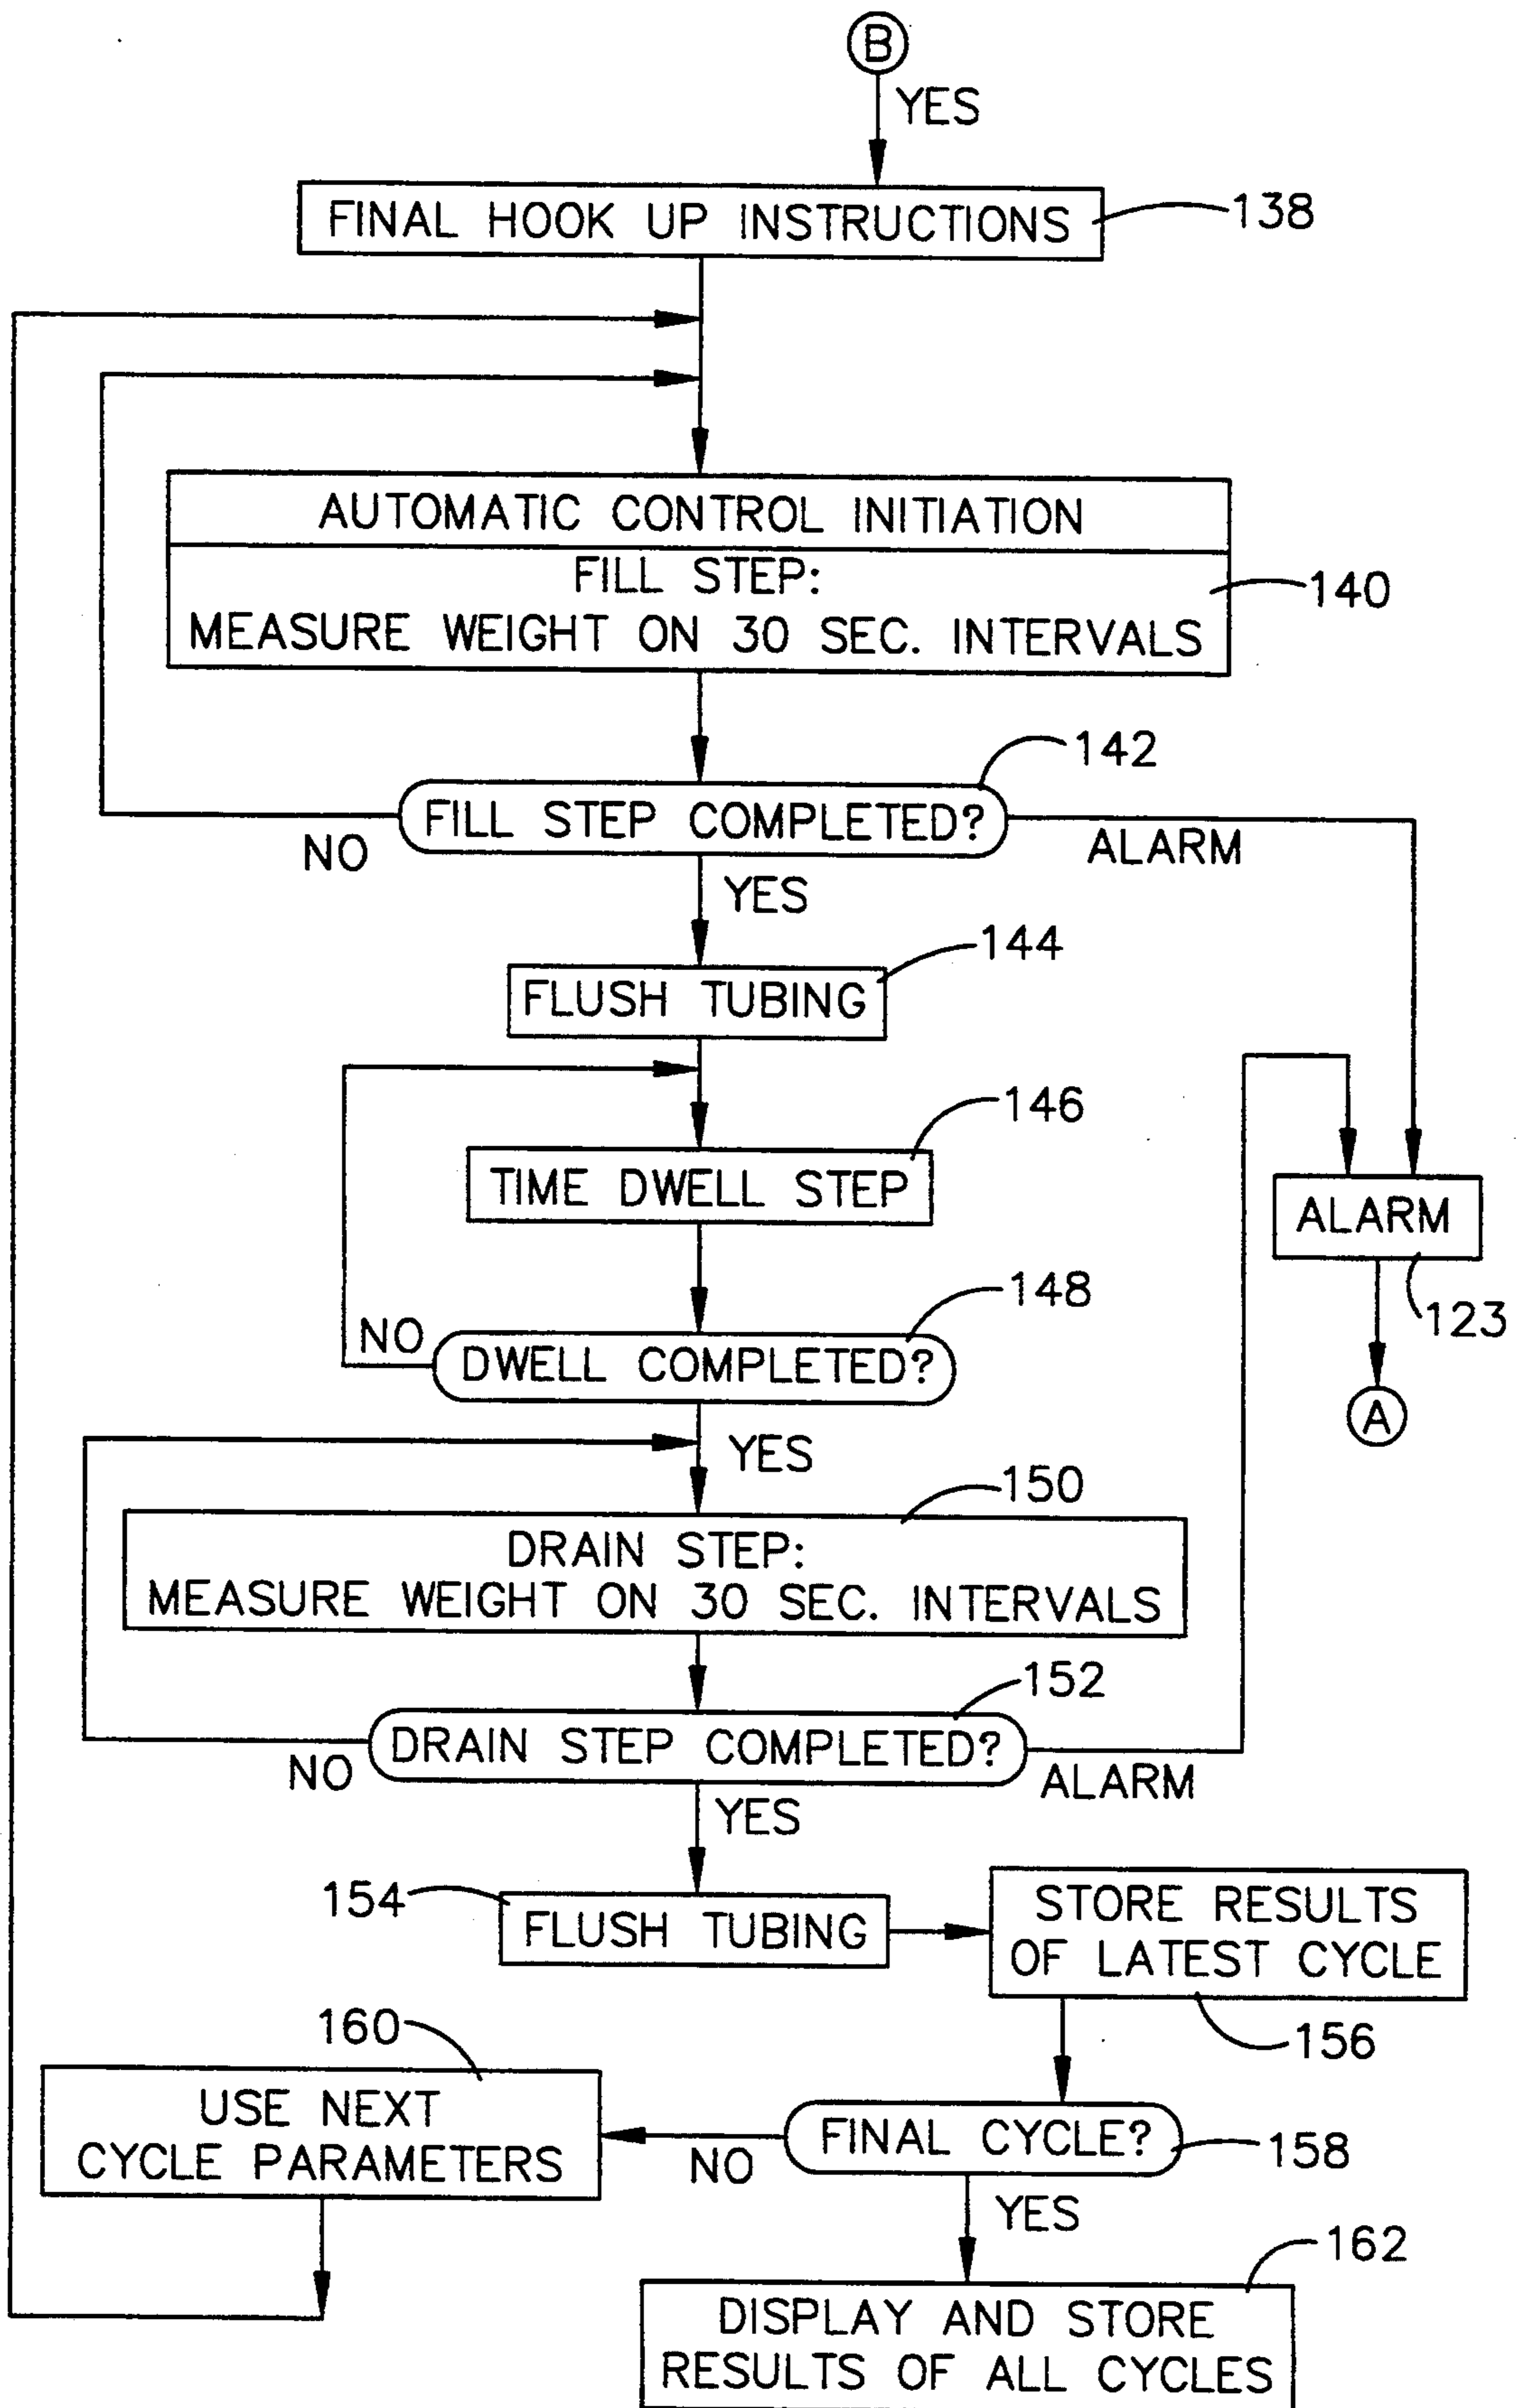 B
YES
FINAL HOOK UP INSTRUCTIONS
138
AUTOMATIC CONTROL INITIATION
FILL STEP:
MEASURE WEIGHT ON 30 SEC. INTERVALS
140
142
FILL STEP COMPLETED?
NO
ALARM
YES
144
FLUSH TUBING
146
TIME DWELL STEP
ALARM
123
A
148
NO
DWELL COMPLETED?
YES
150
DRAIN STEP:
MEASURE WEIGHT ON 30 SEC. INTERVALS
152
DRAIN STEP COMPLETED?
NO
ALARM
YES
154
FLUSH TUBING
STORE RESULTS
OF LATEST CYCLE
156
160
USE NEXT
CYCLE PARAMETERS
NO
FINAL CYCLE?
158
YES
162
DISPLAY AND STORE
RESULTS OF ALL CYCLES